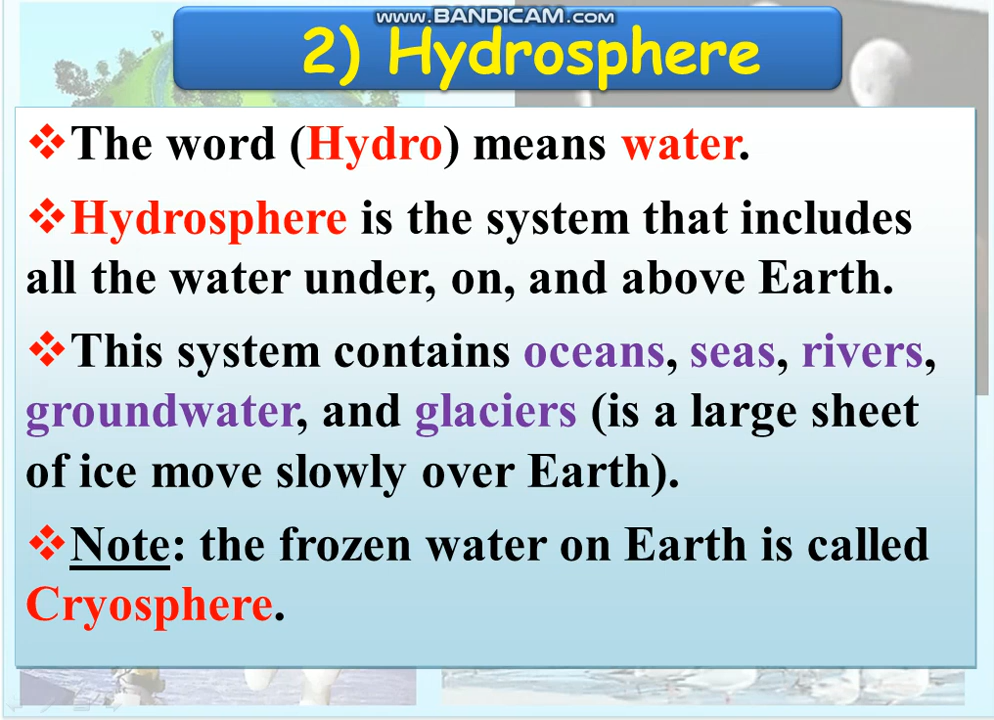 www.BANDICAM.com
2) Hydrosphere
❖The word (Hydro) means water.
❖Hydrosphere is the system that includes
all the water under, on, and above Earth.
❖This system contains oceans, seas, rivers,
groundwater, and glaciers (is a large sheet
of ice move slowly over Earth).
❖Note: the frozen water on Earth is called
Cryosphere.